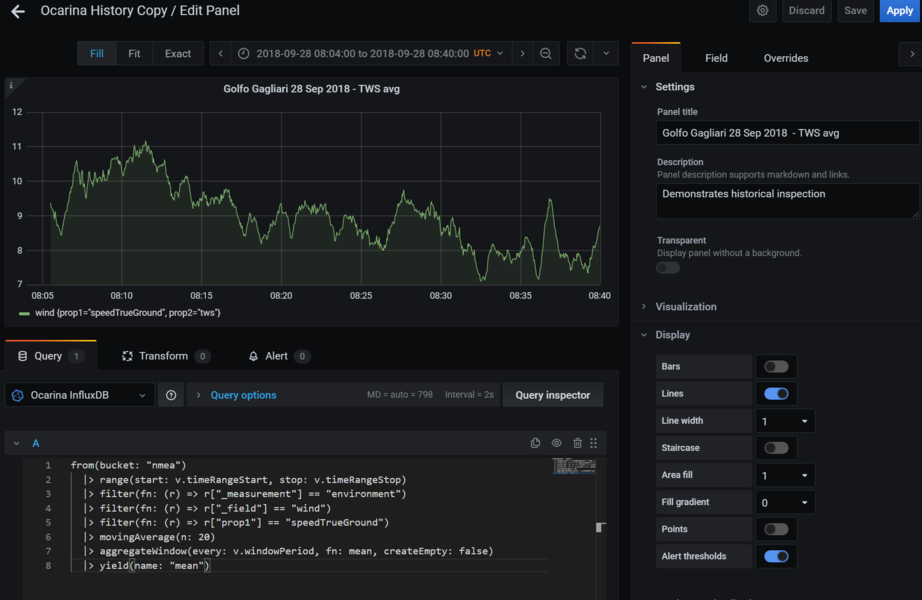 Ocarina History Copy / Edit Panel
Discard Save Apply
Fill Fit Exact 2018-09-28 08:04:00 to 2018-09-28 08:40:00 UTC
Golfo Gagliari 28 Sep 2018 - TWS avg
12
11
10
9
8
7
08:05 08:10 08:15 08:20 08:25 08:30 08:35 08:40
wind {prop1="speedTrueGround", prop2="tws"}
Query 1 Transform 0 Alert 0
Ocarina InfluxDB Query options MD = auto = 798 Interval = 2s Query inspector
A
1 from(bucket: "nmea")
2 |> range(start: v.timeRangeStart, stop: v.timeRangeStop)
3 |> filter(fn: (r) => r["_measurement"] == "environment")
4 |> filter(fn: (r) => r["_field"] == "wind")
5 |> filter(fn: (r) => r["prop1"] == "speedTrueGround")
6 |> movingAverage(n: 20)
7 |> aggregateWindow(every: v.windowPeriod, fn: mean, createEmpty: false)
8 |> yield(name: "mean")
Panel Field Overrides
Settings
Panel title
Golfo Gagliari 28 Sep 2018 - TWS avg
Description
Panel description supports markdown and links.
Demonstrates historical inspection
Transparent
Display panel without a background.
Visualization
Display
Bars
Lines
Line width 1
Staircase
Area fill 1
Fill gradient 0
Points
Alert thresholds